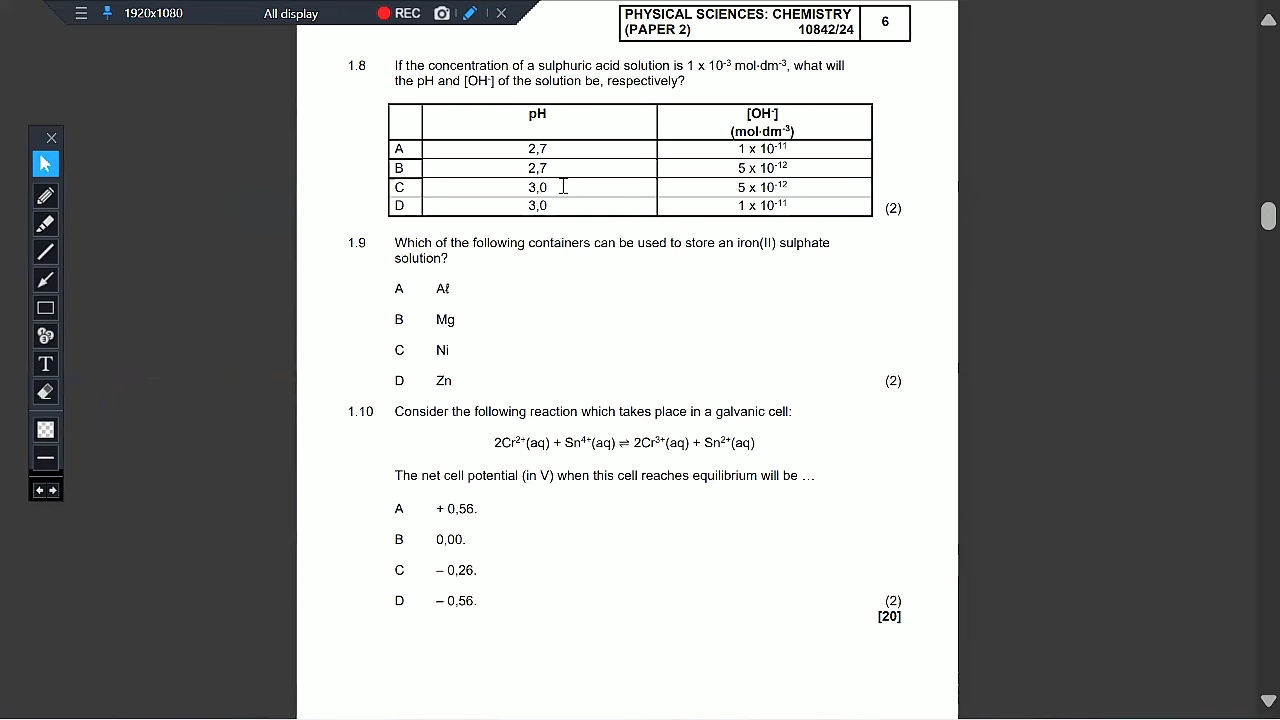 1920x1080 All display REC
PHYSICAL SCIENCES: CHEMISTRY
(PAPER 2) 10842/24
6
1.8 If the concentration of a sulphuric acid solution is 1 x 10⁻³ mol·dm⁻³, what will
the pH and [OH⁻] of the solution be, respectively?
pH [OH⁻]
(mol·dm⁻³)
A 2,7 1 x 10⁻¹¹
B 2,7 5 x 10⁻¹²
C 3,0 5 x 10⁻¹²
D 3,0 1 x 10⁻¹¹ (2)
1.9 Which of the following containers can be used to store an iron(II) sulphate
solution?
A Aℓ
B Mg
C Ni
D Zn (2)
1.10 Consider the following reaction which takes place in a galvanic cell:
2Cr²⁺(aq) + Sn⁴⁺(aq) ⇌ 2Cr³⁺(aq) + Sn²⁺(aq)
The net cell potential (in V) when this cell reaches equilibrium will be …
A + 0,56.
B 0,00.
C – 0,26.
D – 0,56. (2)
[20]
T